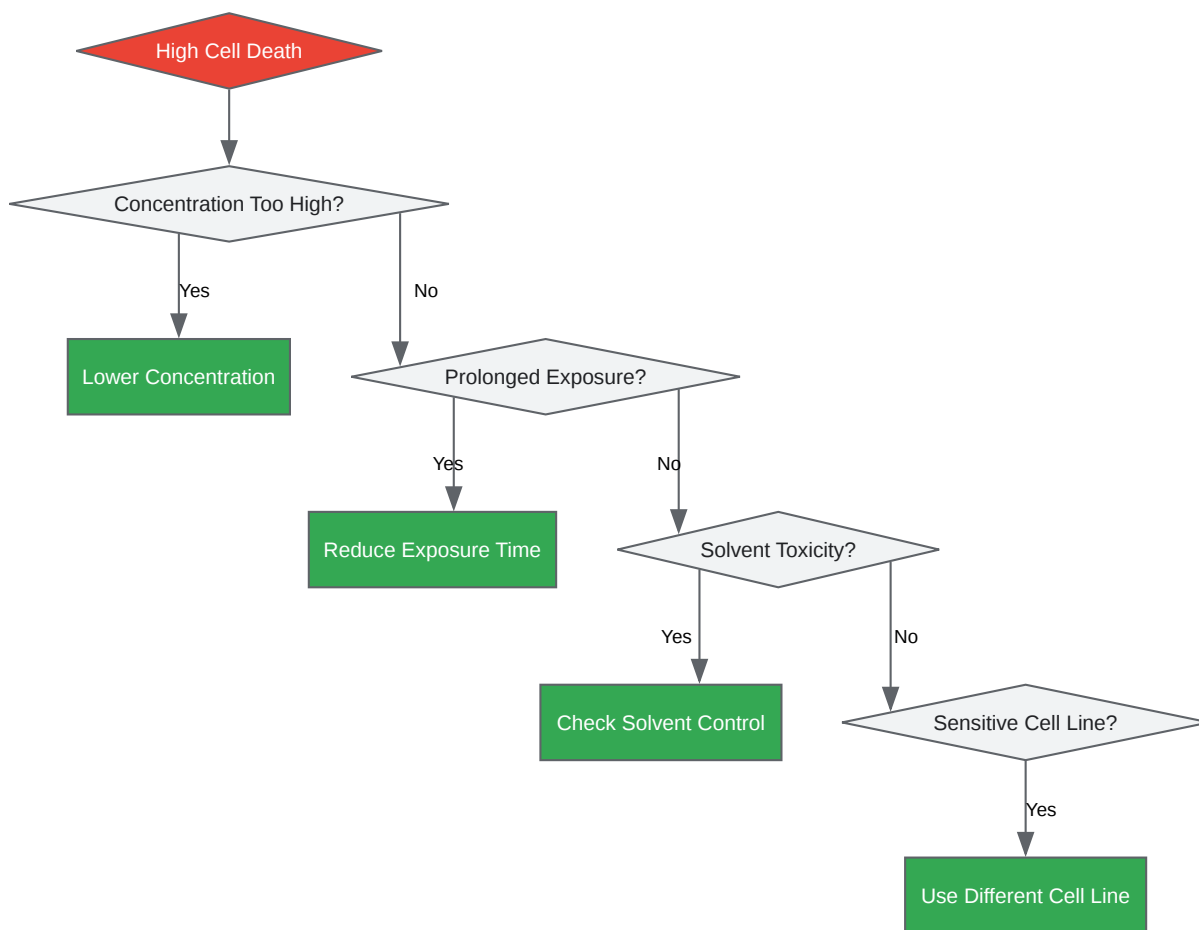 High Cell Death
Concentration Too High?
Yes
No
Lower Concentration
Prolonged Exposure?
Yes
No
Reduce Exposure Time
Solvent Toxicity?
Yes
No
Check Solvent Control
Sensitive Cell Line?
Yes
Use Different Cell Line